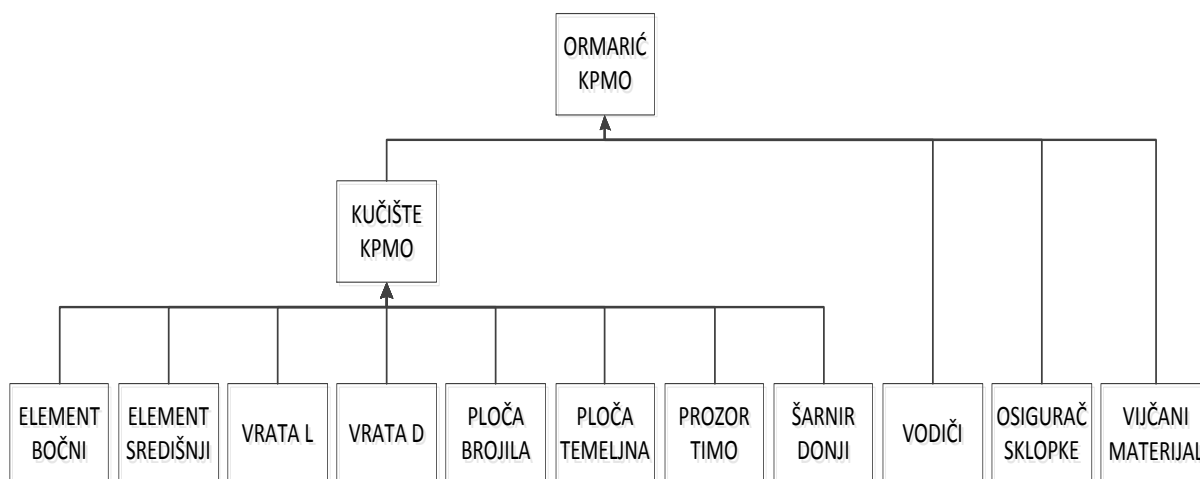 ORMARIĆ
KPMO
KUČIŠTE
KPMO
ELEMENT
BOČNI
ELEMENT
SREDIŠNJI
VRATA L
VRATA D
PLOČA
BROJILA
PLOČA
TEMELJNA
PROZOR
TIMO
ŠARNIR
DONJI
VODIČI
OSIGURAČ
SKLOPKE
VIJČANI
MATERIJAL